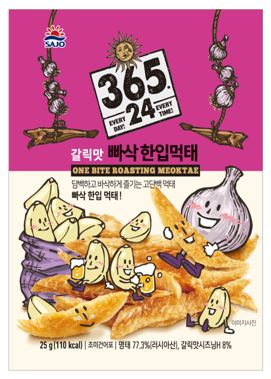 SAJO
365.
24
EVERY DAY!
EVERY TIME!
갈릭맛 빠삭 한입먹태
ONE BITE ROASTING MEOKTAE
담백하고 바삭하게 즐기는 고단백 먹태
빠삭 한입 먹태!
이미지사진
25 g (110 kcal) | 조미건어포 | 명태 77.3%(러시아산), 갈릭맛시즈닝H 8%